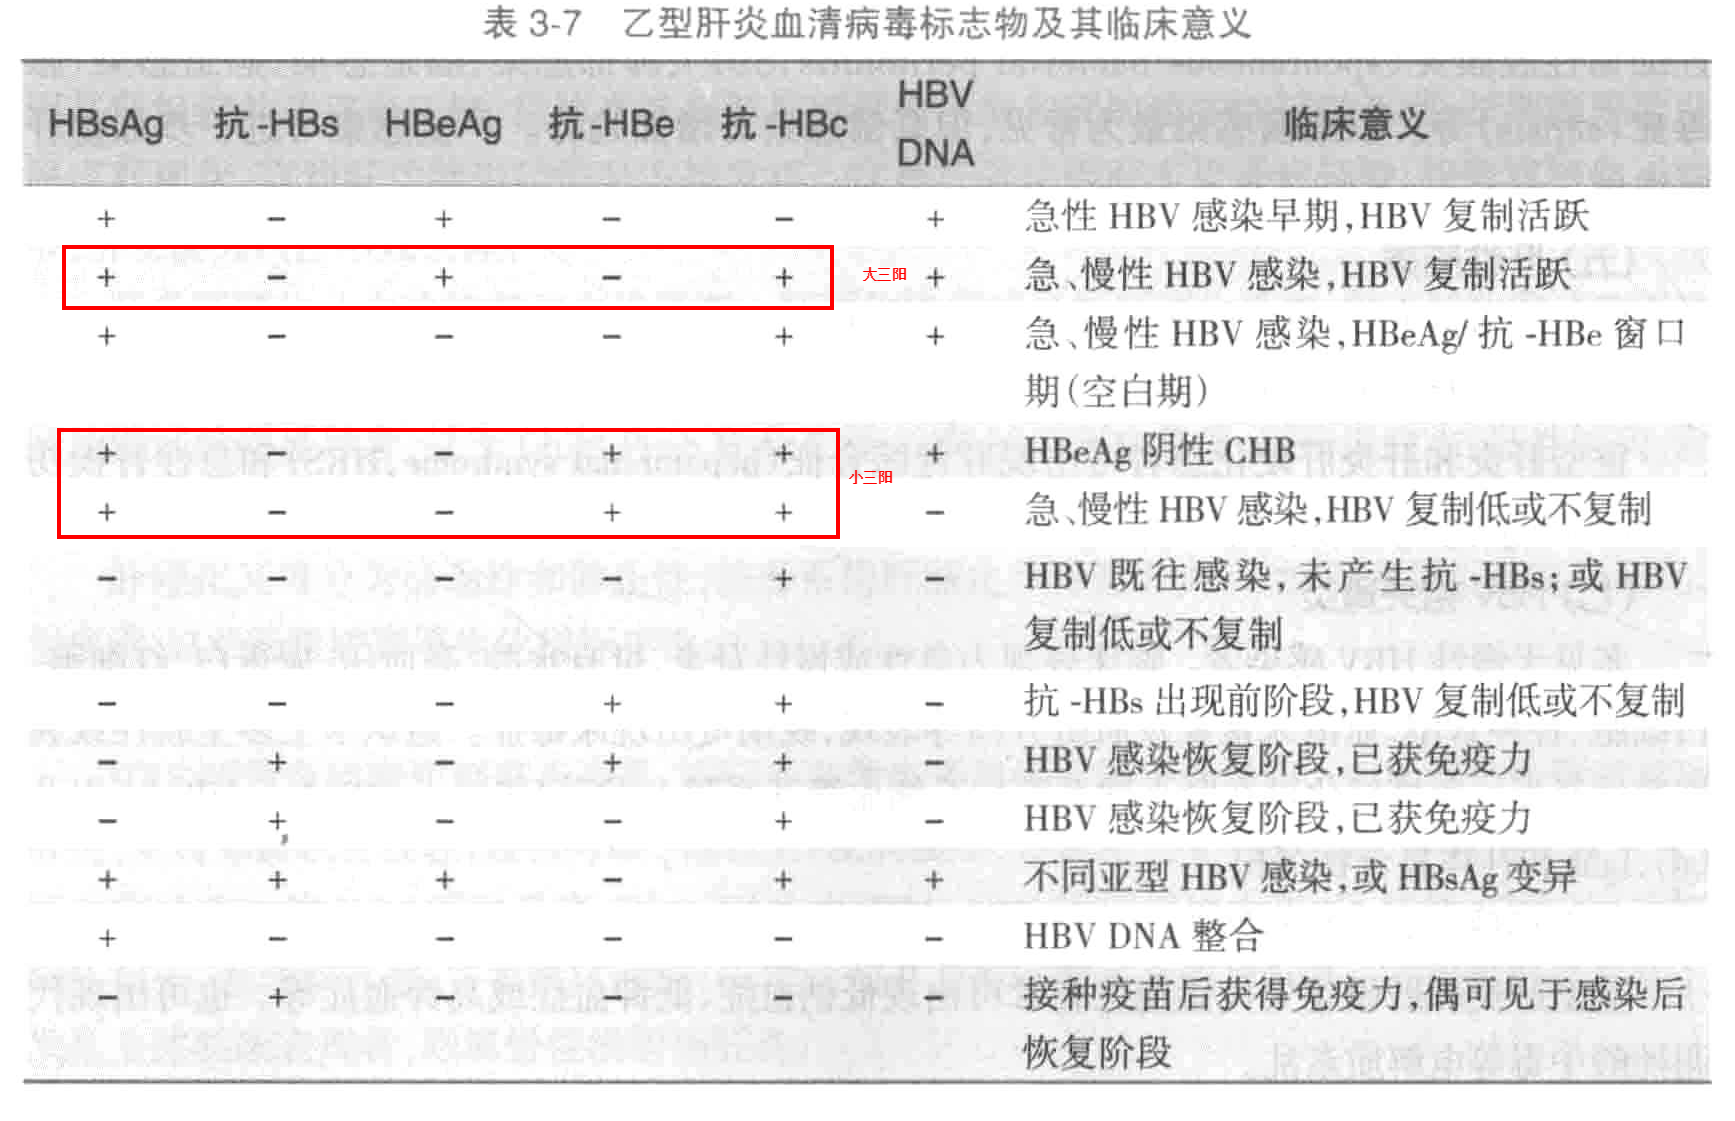 表 3-7 乙型肝炎血清病毒标志物及其临床意义
HBsAg 抗-HBs HBeAg 抗-HBe 抗-HBc HBV DNA 临床意义
+ − + − − + 急性 HBV 感染早期,HBV 复制活跃
+ − + − + 大三阳 + 急、慢性 HBV 感染,HBV 复制活跃
+ − − − + + 急、慢性 HBV 感染,HBeAg/抗-HBe 窗口
期(空白期)
+ − − + + + HBeAg 阴性 CHB
小三阳
+ − − + + − 急、慢性 HBV 感染,HBV 复制低或不复制
− − − − + − HBV 既往感染,未产生抗-HBs;或 HBV
复制低或不复制
− − − + + − 抗-HBs 出现前阶段,HBV 复制低或不复制
− + − + + − HBV 感染恢复阶段,已获免疫力
− + − − + − HBV 感染恢复阶段,已获免疫力
+ + + − + + 不同亚型 HBV 感染,或 HBsAg 变异
+ − − − − − HBV DNA 整合
− + − − − − 接种疫苗后获得免疫力,偶可见于感染后
恢复阶段